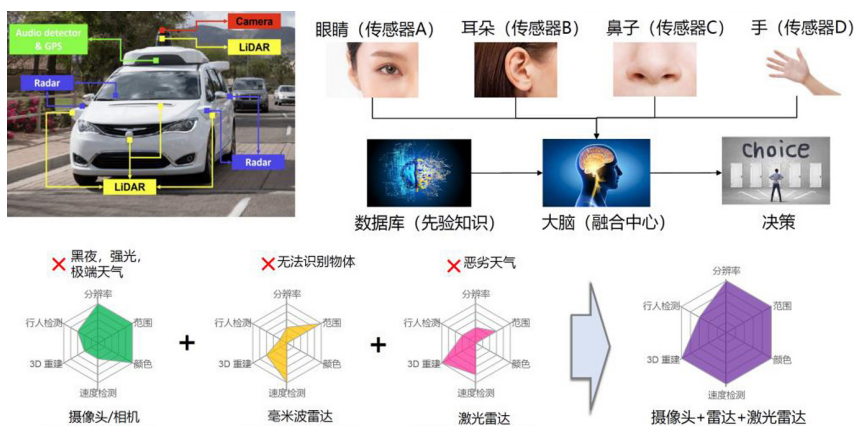 Camera
Audio detector
& GPS
LiDAR
Radar
Radar
LiDAR
眼睛（传感器A）
耳朵（传感器B）
鼻子（传感器C）
手（传感器D）
choice
数据库（先验知识）
大脑（融合中心）
决策
黑夜，强光，
极端天气
分辨率
行人检测
范围
3D 重建
颜色
速度检测
摄像头/相机
+
无法识别物体
分辨率
行人检测
范围
3D 重建
颜色
速度检测
毫米波雷达
+
恶劣天气
分辨率
行人检测
范围
3D 重建
颜色
速度检测
激光雷达
分辨率
行人检测
范围
3D 重建
颜色
速度检测
摄像头+雷达+激光雷达